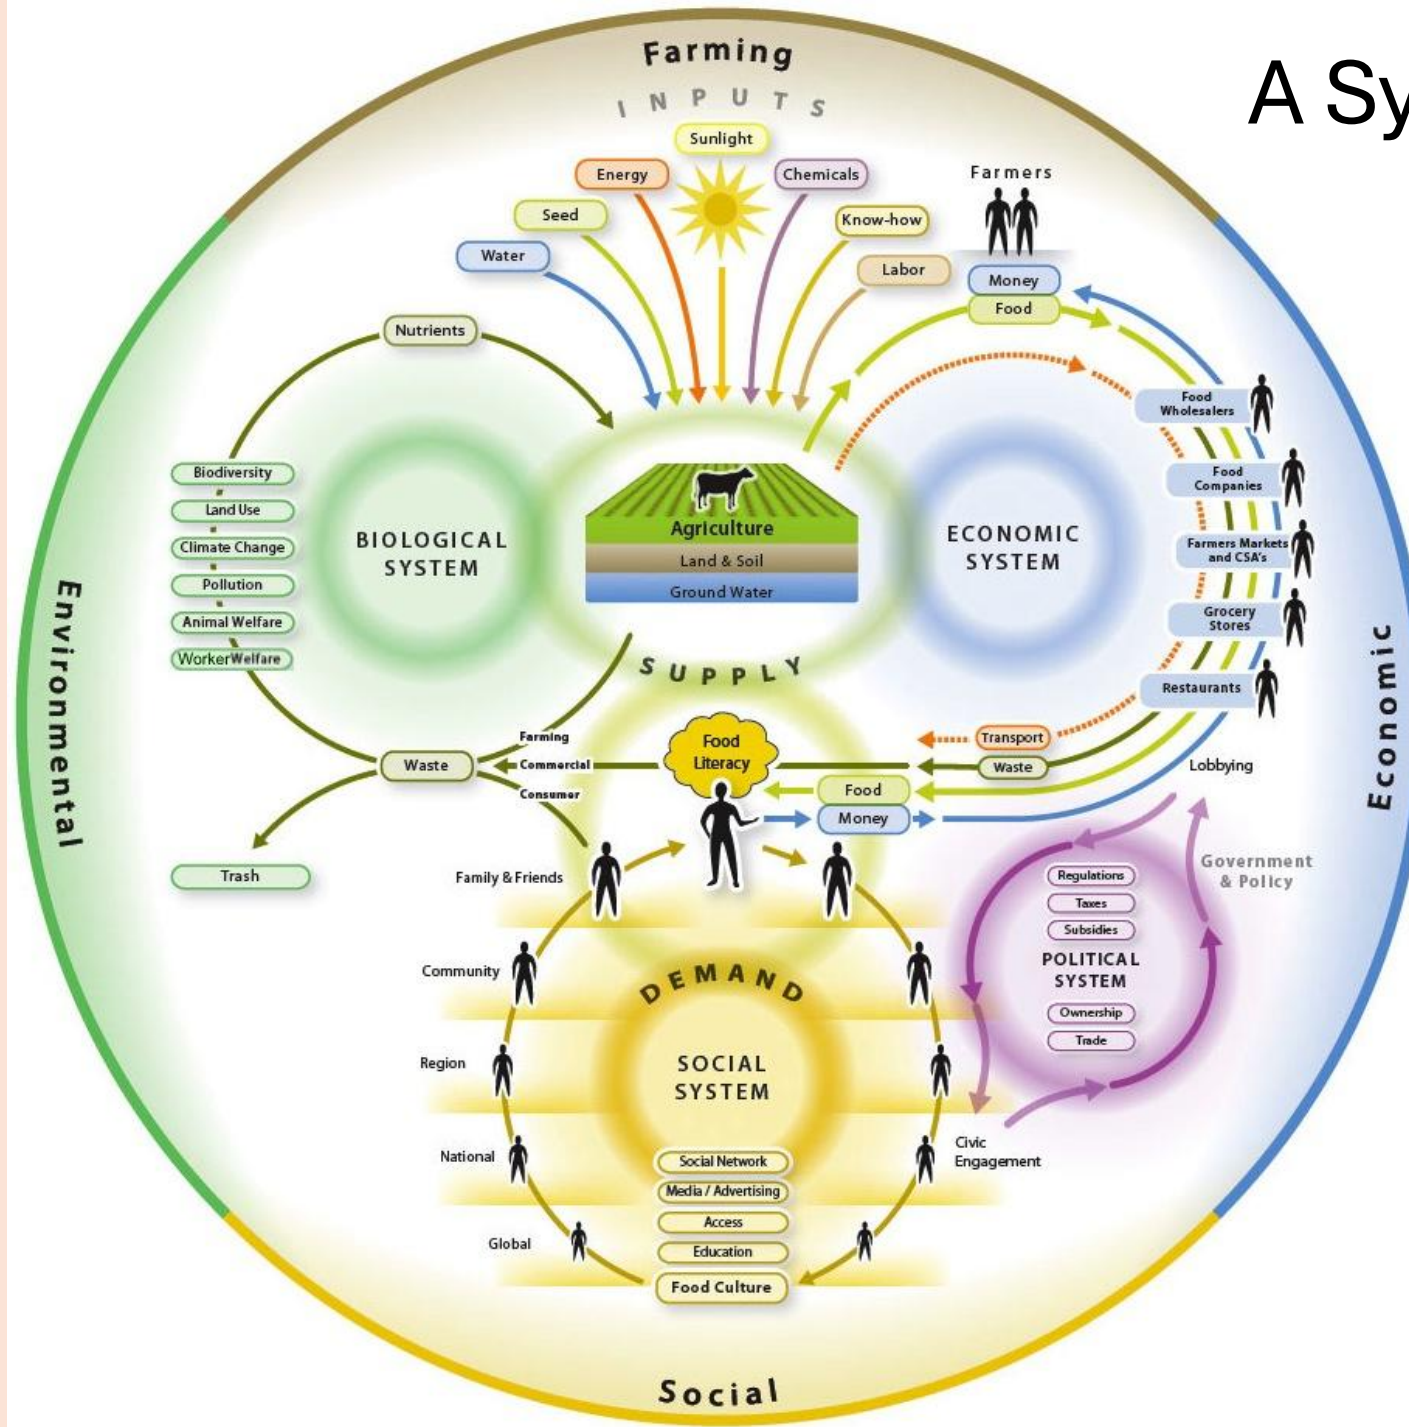 A Sy
Farming
INPUTS
Sunlight
Energy
Chemicals
Seed
Know-how
Water
Labor
Farmers
Money
Food
Nutrients
Food
Wholesalers
Food
Companies
Farmers Markets
and CSA's
Grocery
Stores
Restaurants
Biodiversity
Land Use
Climate Change
Pollution
Animal Welfare
WorkerWelfare
BIOLOGICAL
SYSTEM
Agriculture
Land & Soil
Ground Water
ECONOMIC
SYSTEM
SUPPLY
Environmental
Economic
Farming
Commercial
Consumer
Waste
Trash
Food
Literacy
Transport
Waste
Food
Money
Lobbying
Government
& Policy
Regulations
Taxes
Subsidies
POLITICAL
SYSTEM
Ownership
Trade
Family & Friends
Community
Region
National
Global
DEMAND
SOCIAL
SYSTEM
Social Network
Media / Advertising
Access
Education
Food Culture
Civic
Engagement
Social